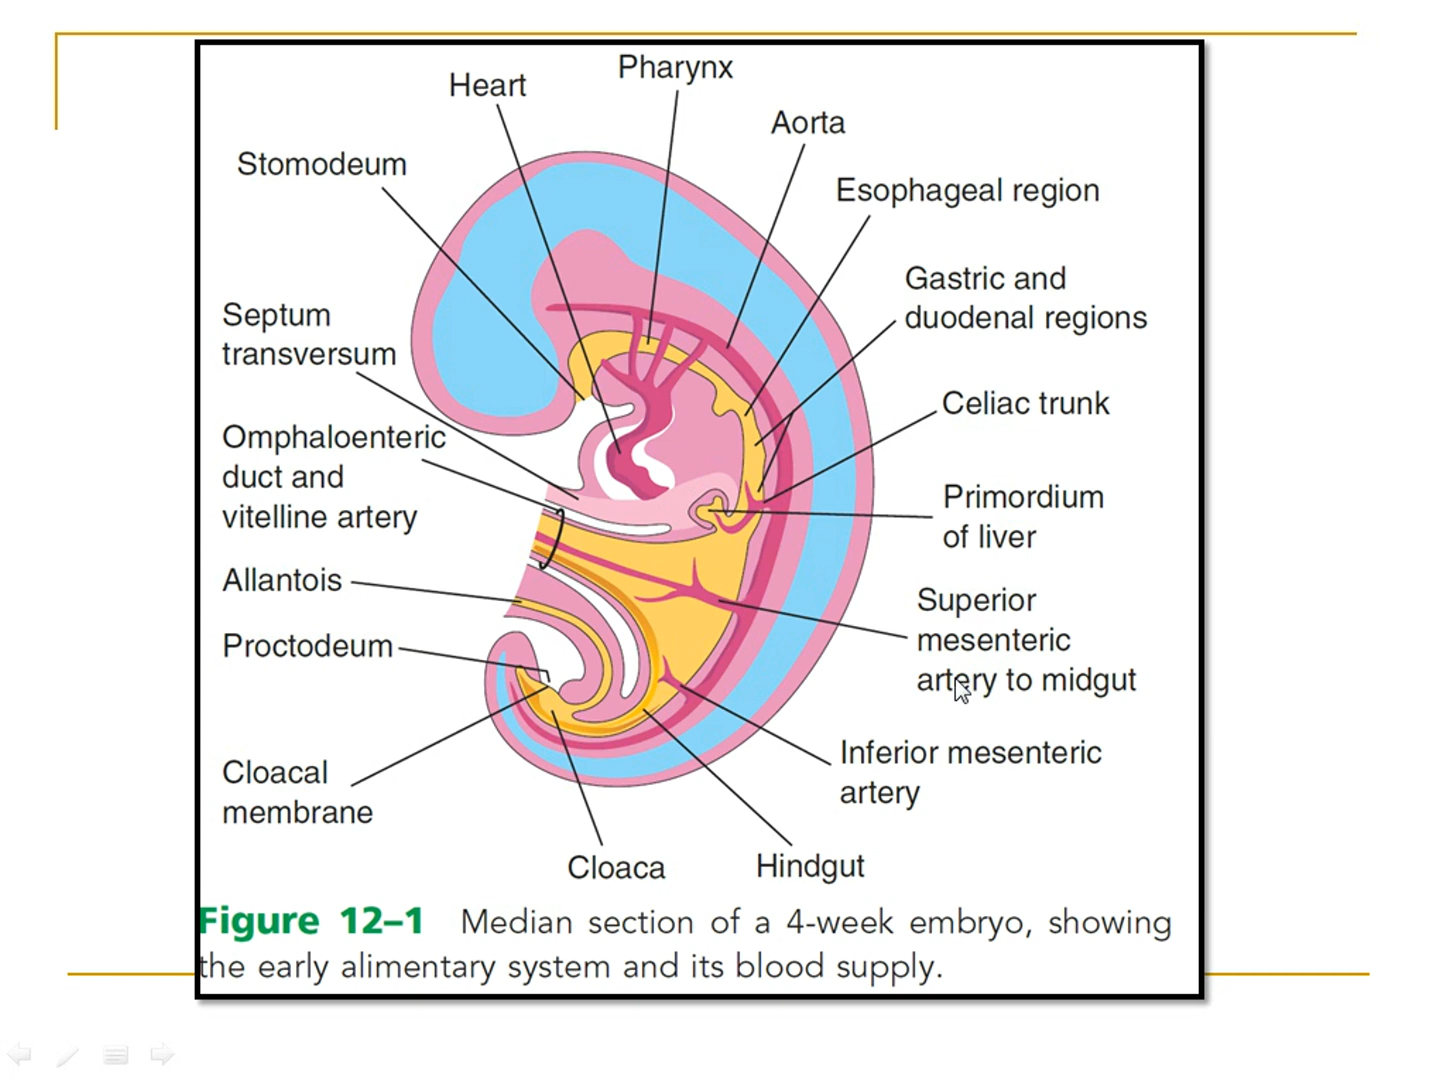 Heart
Pharynx
Aorta
Stomodeum
Esophageal region
Gastric and
duodenal regions
Septum
transversum
Celiac trunk
Omphaloenteric
duct and
vitelline artery
Primordium
of liver
Allantois
Superior
mesenteric
artery to midgut
Proctodeum
Inferior mesenteric
artery
Cloacal
membrane
Cloaca
Hindgut
Figure 12–1 Median section of a 4-week embryo, showing
the early alimentary system and its blood supply.